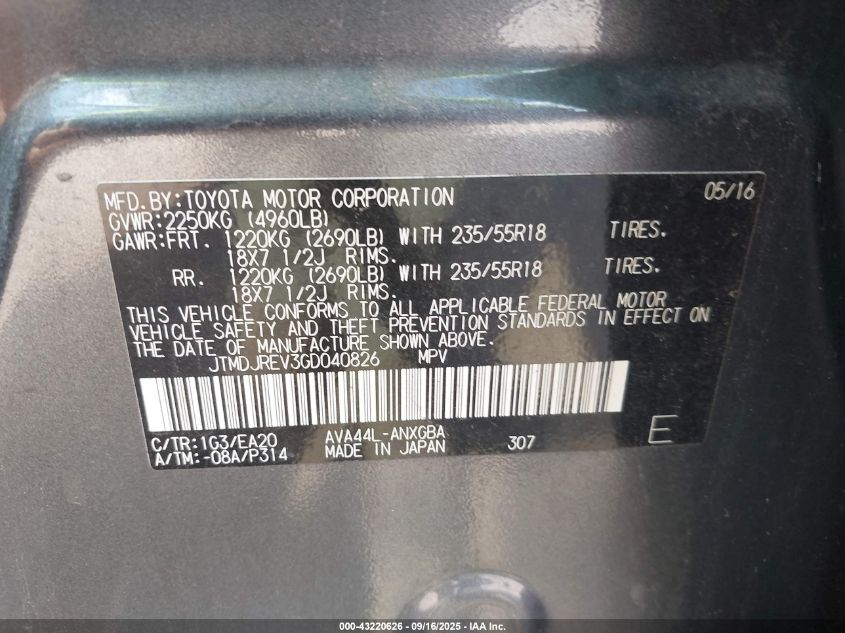 MFD.BY:TOYOTA MOTOR CORPORATION 05/16
GVWR:2250KG (4960LB)
GAWR:FRT. 1220KG (2690LB) WITH 235/55R18 TIRES.
18X7 1/2J RIMS.
RR. 1220KG (2690LB) WITH 235/55R18 TIRES.
18X7 1/2J RIMS.
THIS VEHICLE CONFORMS TO ALL APPLICABLE FEDERAL MOTOR
VEHICLE SAFETY AND THEFT PREVENTION STANDARDS IN EFFECT ON
THE DATE OF MANUFACTURE SHOWN ABOVE.
JTMDJREV3GD040826 MPV
C/TR:1G3/EA20 AVA44L-ANXGBA
A/TM:-08A/P314 MADE IN JAPAN 307 E
000-43220626 - 09/16/2025 - IAA Inc.